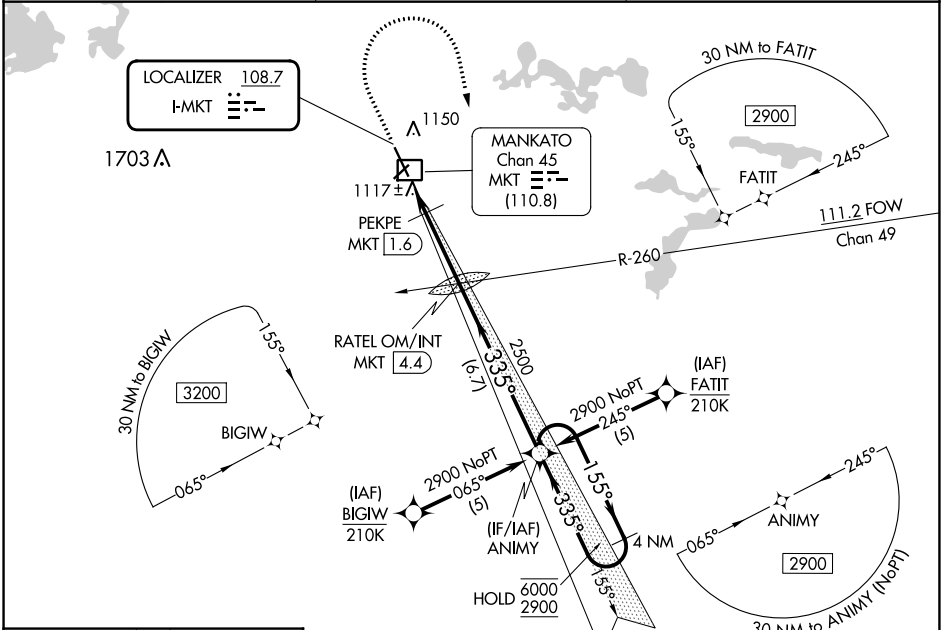 LOCALIZER 108.7
I-MKT
1703
1150
MANKATO
Chan 45
MKT
(110.8)
1117 ±
PEKPE
MKT 1.6
30 NM to FATIT
2900
155°
245°
FATIT
111.2 FOW
Chan 49
R-260
RATEL OM/INT
MKT 4.4
2500
335°
(6.7)
30 NM to BIGIW
155°
3200
BIGIW
065°
(IAF)
FATIT
210K
2900 NoPT
245°
(5)
(IAF)
BIGIW
210K
2900 NoPT
065°
(5)
(IF/IAF)
ANIMY
155°
335°
4 NM
HOLD 6000
2900
155°
245°
065°
ANIMY
2900
30 NM to ANIMY (NoPT)